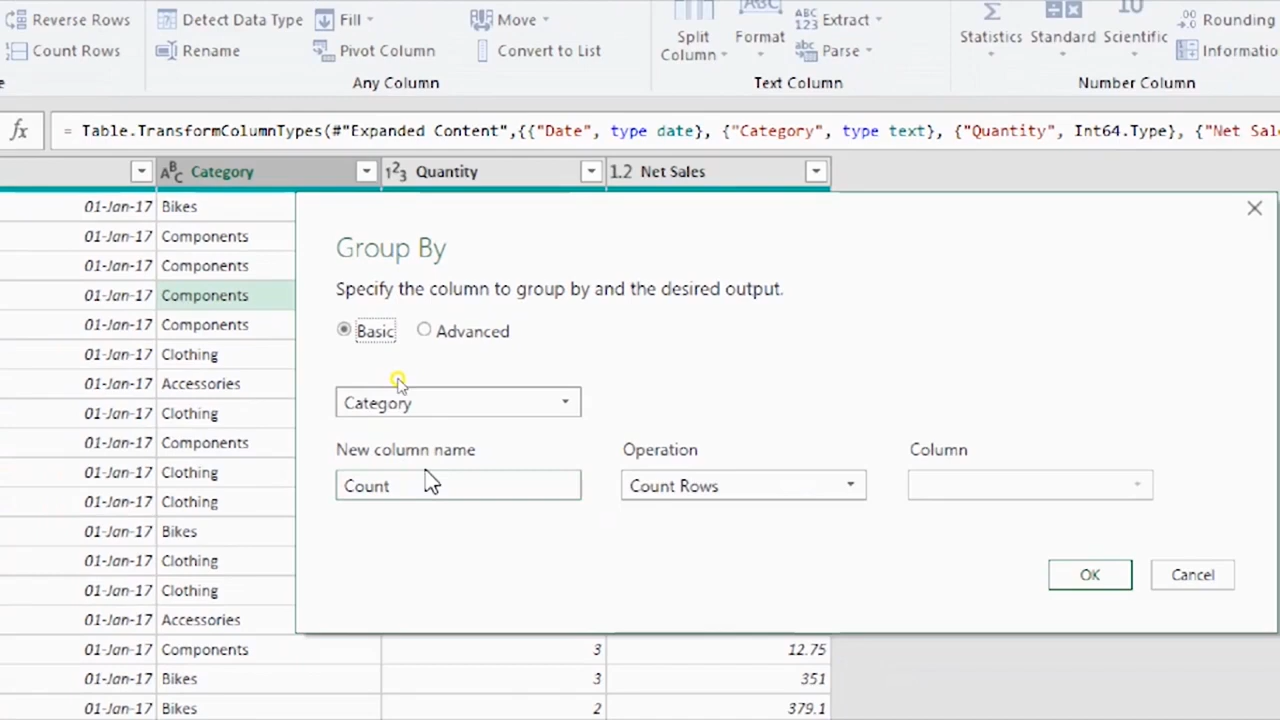 Reverse Rows
Detect Data Type
Fill
Move
ABC
Extract
Σ
10
Rounding
Count Rows
Rename
Pivot Column
Convert to List
Split
Column
Format
abc
Parse
Statistics
Standard
Scientific
Any Column
Text Column
Number Column
fx
= Table.TransformColumnTypes(#"Expanded Content",{{"Date", type date}, {"Category", type text}, {"Quantity", Int64.Type}, {"Net
ABC Category
123 Quantity
1.2 Net Sales
01-Jan-17 Bikes
01-Jan-17 Components
01-Jan-17 Components
01-Jan-17 Components
01-Jan-17 Components
01-Jan-17 Clothing
01-Jan-17 Accessories
01-Jan-17 Clothing
01-Jan-17 Components
01-Jan-17 Clothing
01-Jan-17 Clothing
01-Jan-17 Bikes
01-Jan-17 Clothing
01-Jan-17 Clothing
01-Jan-17 Accessories
01-Jan-17 Components 3 12.75
01-Jan-17 Bikes 3 351
01-Jan-17 Bikes 2 379.1
Group By
Specify the column to group by and the desired output.
Basic
Advanced
Category
New column name
Operation
Column
Count
Count Rows
OK
Cancel